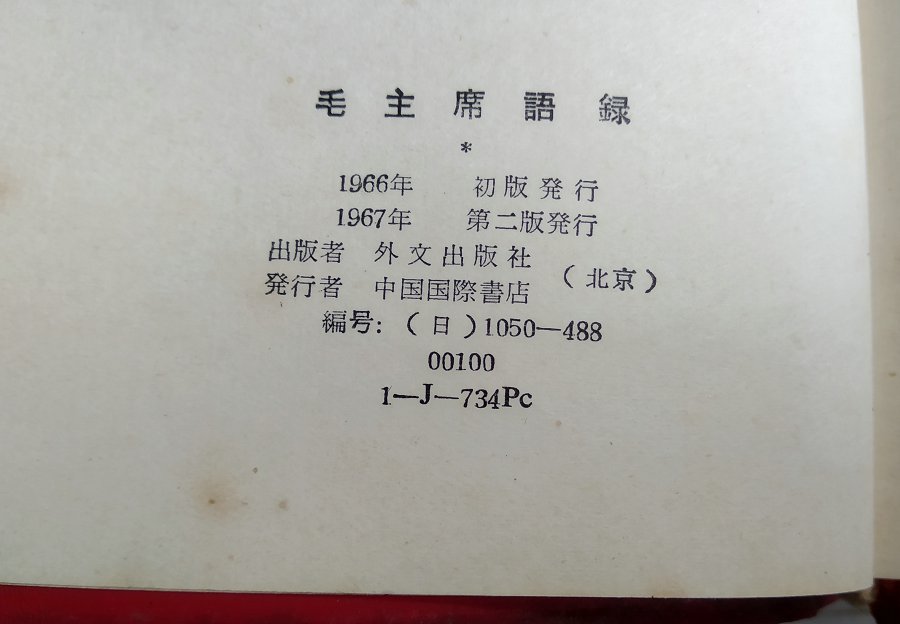 毛主席語録
*
1966年 初版発行
1967年 第二版発行
出版者 外文出版社
発行者 中国国際書店
(北京)
編号:(日)1050—488
00100
1—J—734Pc